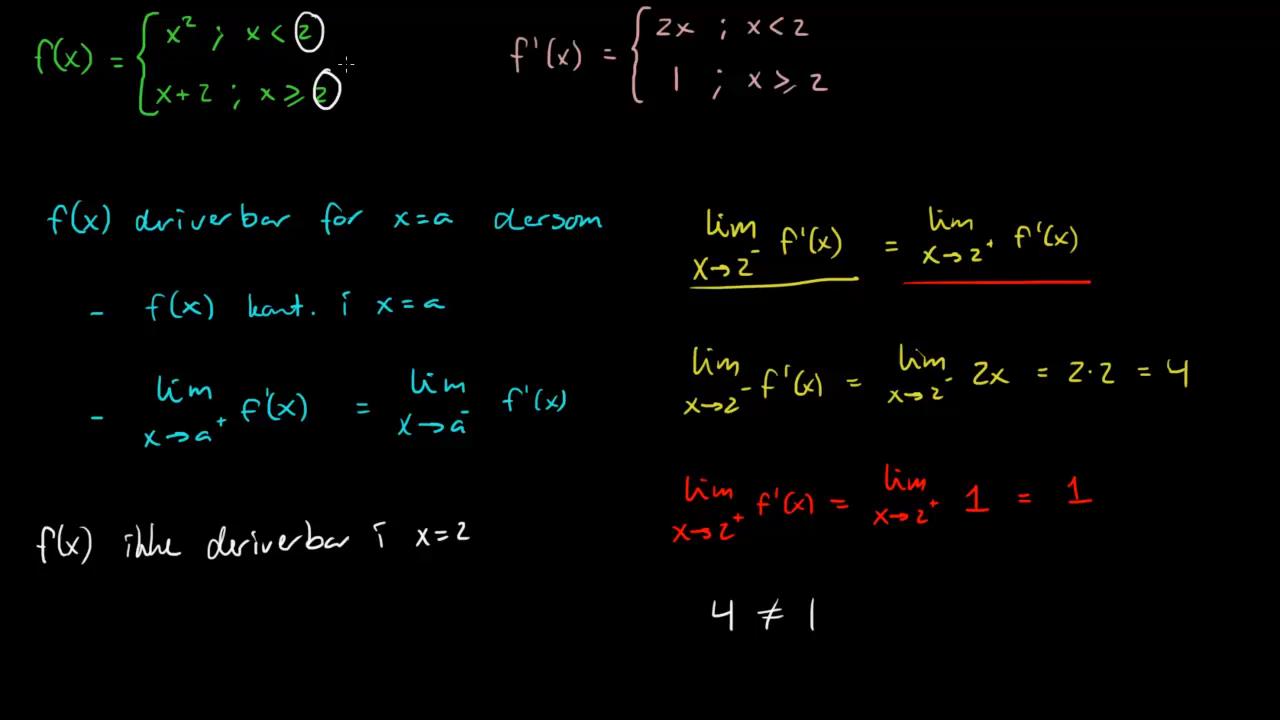 f(x) = { x² ; x < 2
x + 2 ; x ≥ 2
f'(x) = { 2x ; x < 2
1 ; x ≥ 2
f(x) driverbar for x=a dersom
- f(x) kont. i x=a
- lim x→a⁺ f'(x) = lim x→a⁻ f'(x)
f(x) ikke deriverbar i x=2
lim x→2⁻ f'(x) = lim x→2⁺ f'(x)
lim x→2⁻ f'(x) = lim x→2⁻ 2x = 2·2 = 4
lim x→2⁺ f'(x) = lim x→2⁺ 1 = 1
4 ≠ 1